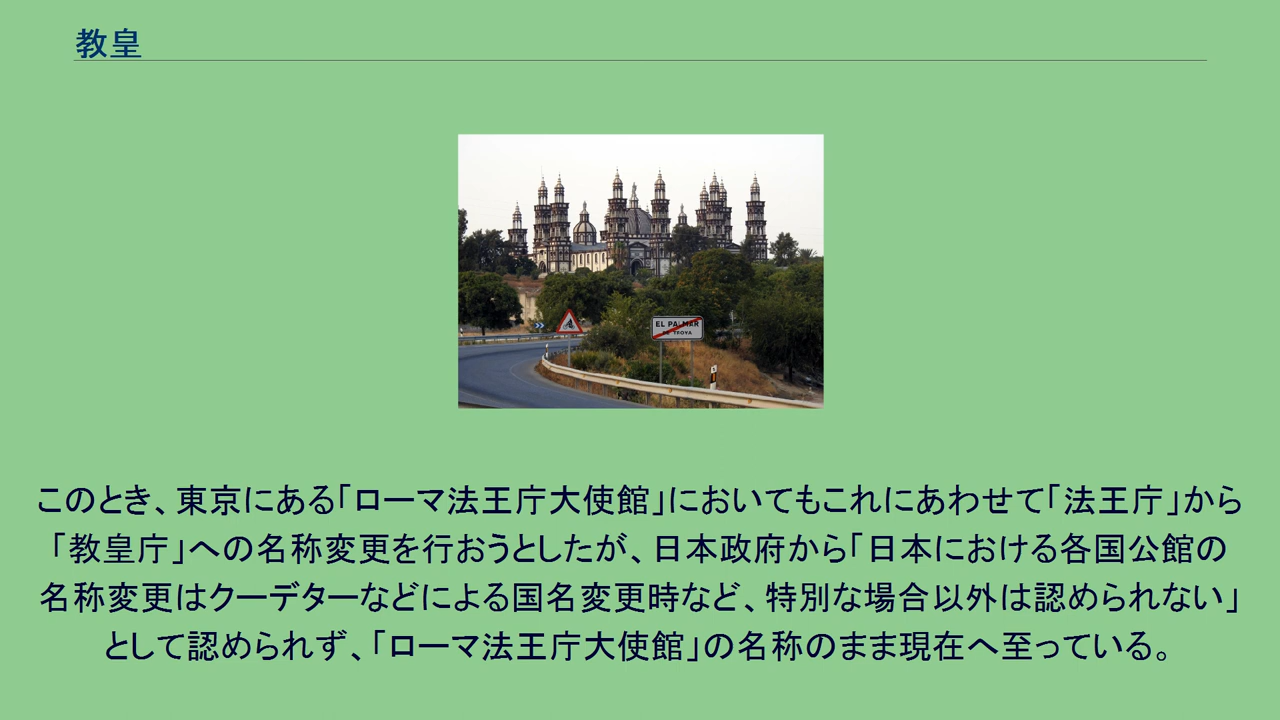 教皇
EL PALMAR
DE TROYA
このとき、東京にある「ローマ法王庁大使館」においてもこれにあわせて「法王庁」から
「教皇庁」への名称変更を行おうとしたが、日本政府から「日本における各国公館の
名称変更はクーデターなどによる国名変更時など、特別な場合以外は認められない」
として認められず、「ローマ法王庁大使館」の名称のまま現在へ至っている。